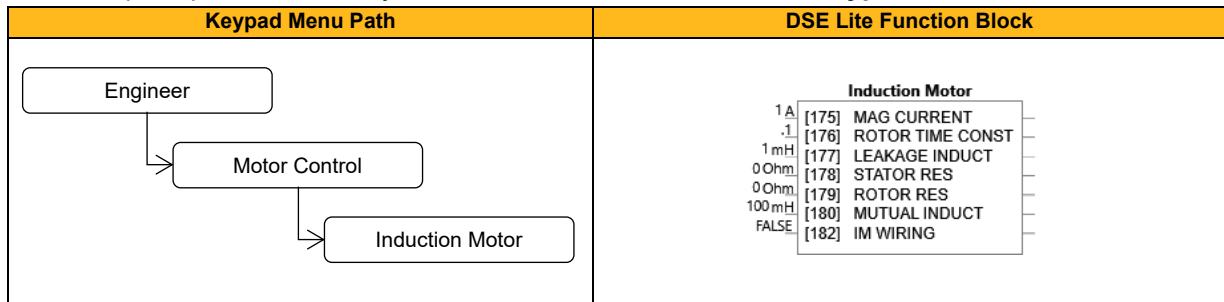 Keypad Menu Path
DSE Lite Function Block
Engineer
Motor Control
Induction Motor
Induction Motor
1 A [175] MAG CURRENT
.1 [176] ROTOR TIME CONST
1 mH [177] LEAKAGE INDUCT
0 Ohm [178] STATOR RES
0 Ohm [179] ROTOR RES
100 mH [180] MUTUAL INDUCT
FALSE [182] IM WIRING